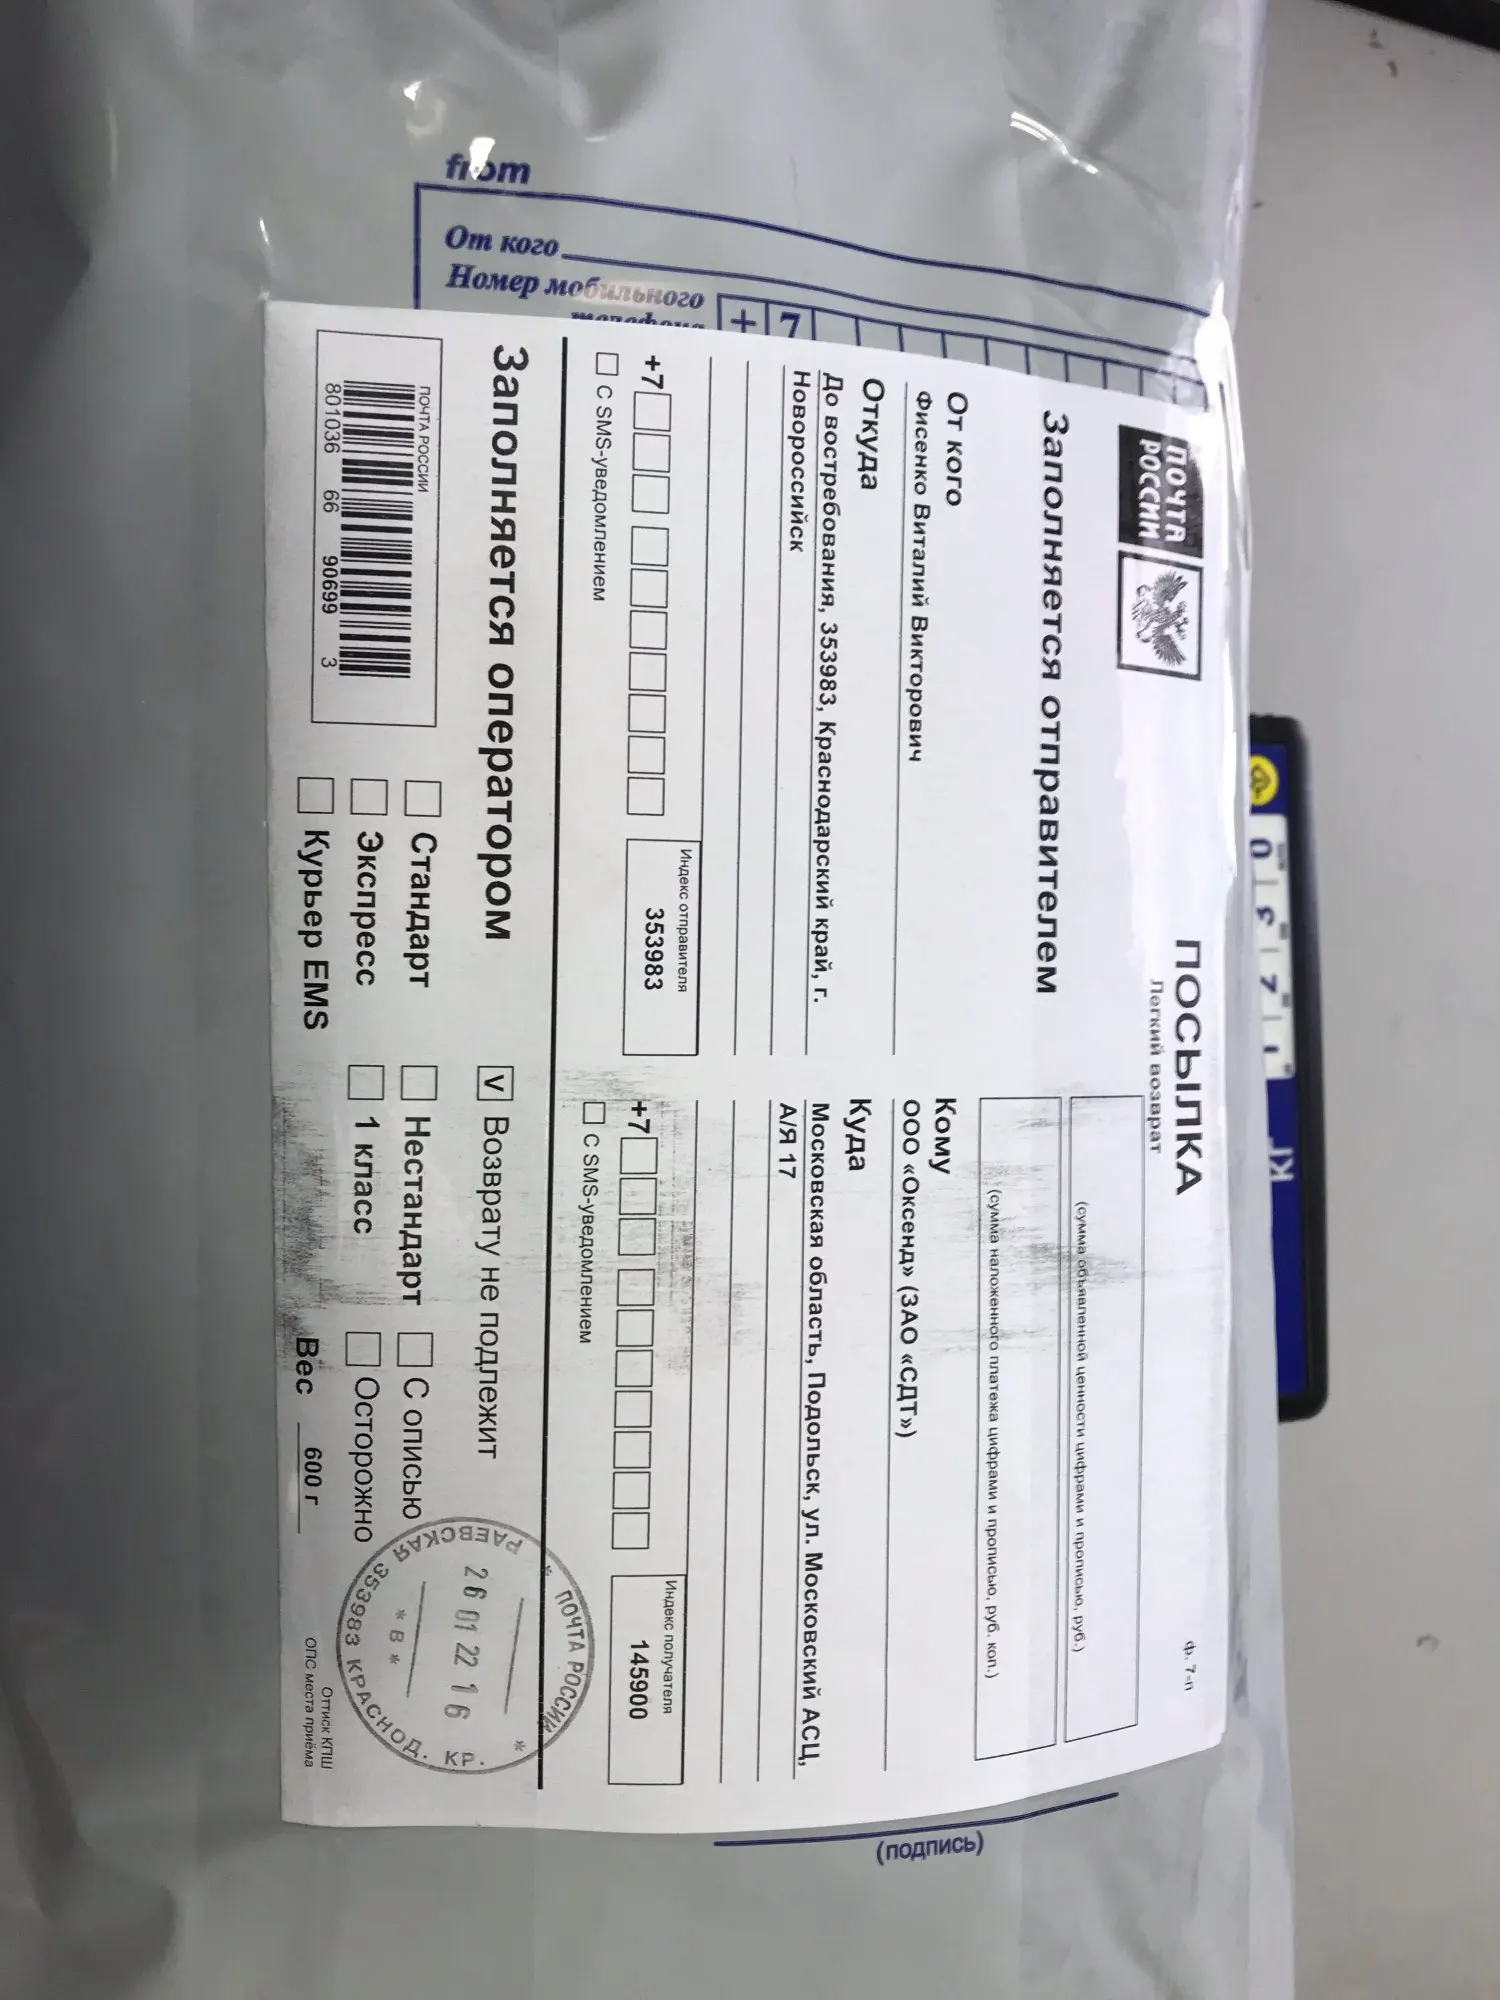 from
От кого
Номер мобильного
+ 7
ПОЧТА РОССИИ
ПОСЫЛКА
Легкий возврат
ф. 7-п
Заполняется отправителем
(сумма объявленной ценности цифрами и прописью, руб.)
(сумма наложенного платежа цифрами и прописью, руб. коп.)
От кого
Фисенко Виталий Викторович
Откуда
До востребования, 353983, Краснодарский край, г.
Новороссийск
Индекс отправителя
+7
353983
С SMS-уведомлением
Кому
ООО «Оксенд» (ЗАО «СДТ»)
Куда
Московская область, Подольск, ул. Московский АСЦ,
А/Я 17
Индекс получателя
+7
145900
С SMS-уведомлением
Заполняется оператором
V Возврату не подлежит
ПОЧТА РОССИИ
801036 66 90699 3
Стандарт
Нестандарт
С описью
Экспресс
1 класс
Осторожно
Курьер EMS
Вес 600 г
ПОЧТА РОССИИ
РАЕВСКАЯ 353983 КРАСНОД. КР.
26 01 22 16
* В *
Оттиск КПШ
ОПС места приёма
(подпись)